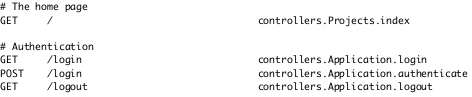 # The home page
GET     /                               controllers.Projects.index

# Authentication
GET     /login                          controllers.Application.login
POST    /login                          controllers.Application.authenticate
GET     /logout                         controllers.Application.logout